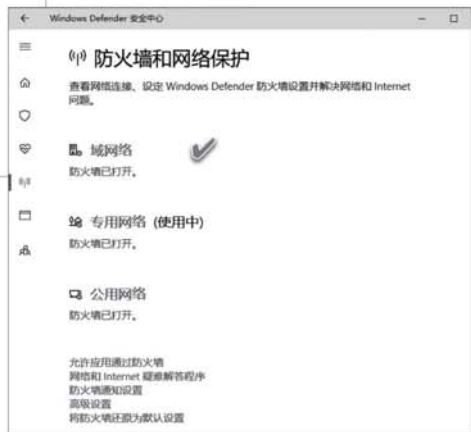 Windows Defender 安全中心
防火墙和网络保护
查看网络连接、设定 Windows Defender 防火墙设置并解决网络和 Internet
问题。
域网络
防火墙已打开。
专用网络 (使用中)
防火墙已打开。
公用网络
防火墙已打开。
允许应用通过防火墙
网络和 Internet 疑难解答程序
防火墙通知设置
高级设置
将防火墙还原为默认设置